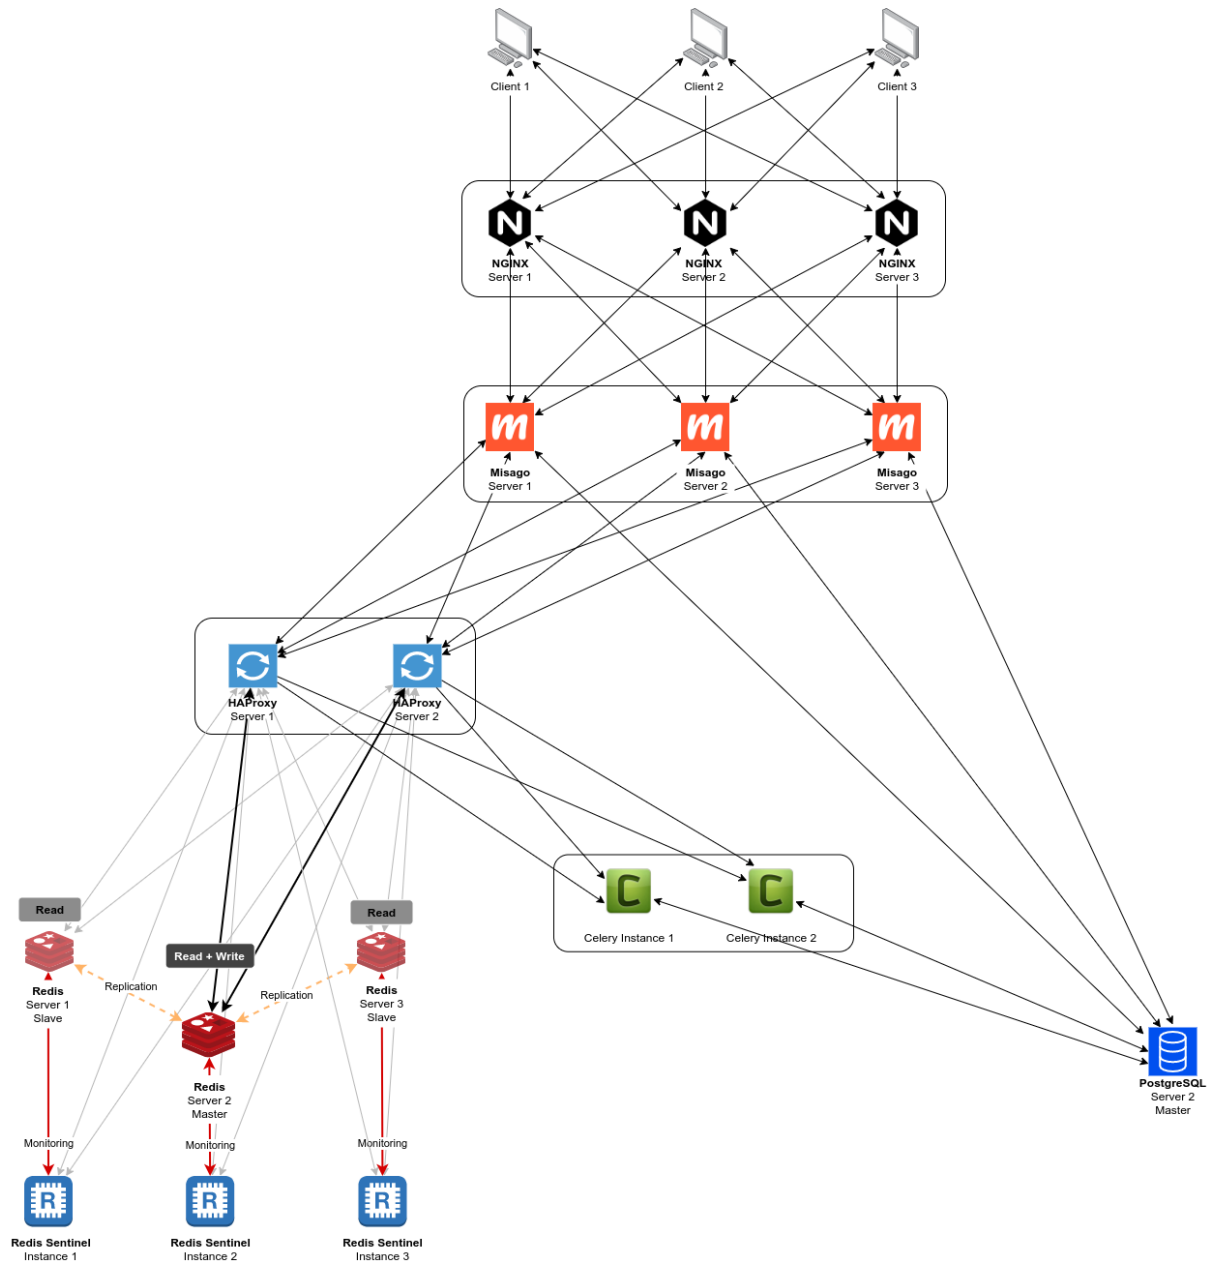 Client 1
Client 2
Client 3
N
N
N
NGINX
Server 1
NGINX
Server 2
NGINX
Server 3
m
m
m
Misago
Server 1
Misago
Server 2
Misago
Server 3
HAProxy
Server 1
HAProxy
Server 2
C
C
Celery Instance 1
Celery Instance 2
Read
Read
Read + Write
Redis
Server 1
Slave
Replication
Replication
Redis
Server 3
Slave
Redis
Server 2
Master
PostgreSQL
Server 2
Master
Monitoring
Monitoring
Monitoring
R
R
R
Redis Sentinel
Instance 1
Redis Sentinel
Instance 2
Redis Sentinel
Instance 3